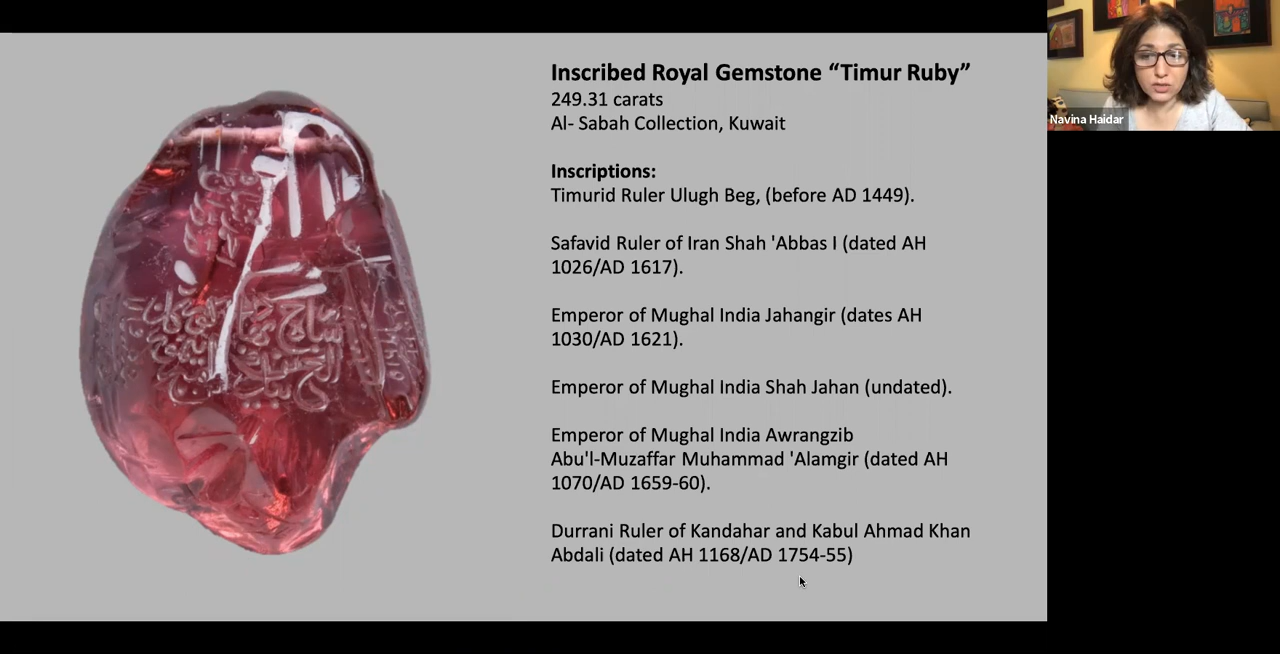 Inscribed Royal Gemstone “Timur Ruby”
249.31 carats
Al- Sabah Collection, Kuwait
Inscriptions:
Timurid Ruler Ulugh Beg, (before AD 1449).
Safavid Ruler of Iran Shah 'Abbas I (dated AH
1026/AD 1617).
Emperor of Mughal India Jahangir (dates AH
1030/AD 1621).
Emperor of Mughal India Shah Jahan (undated).
Emperor of Mughal India Awrangzib
Abu'l-Muzaffar Muhammad 'Alamgir (dated AH
1070/AD 1659-60).
Durrani Ruler of Kandahar and Kabul Ahmad Khan
Abdali (dated AH 1168/AD 1754-55)
Navina Haidar